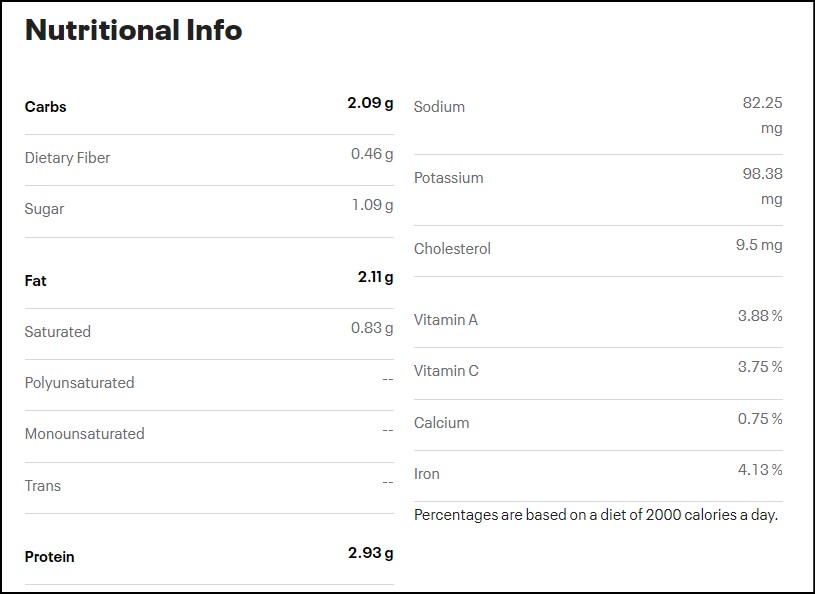 Nutritional Info
Carbs 2.09 g
Dietary Fiber 0.46 g
Sugar 1.09 g
Fat 2.11 g
Saturated 0.83 g
Polyunsaturated --
Monounsaturated --
Trans --
Protein 2.93 g
Sodium 82.25
mg
Potassium 98.38
mg
Cholesterol 9.5 mg
Vitamin A 3.88 %
Vitamin C 3.75 %
Calcium 0.75 %
Iron 4.13 %
Percentages are based on a diet of 2000 calories a day.